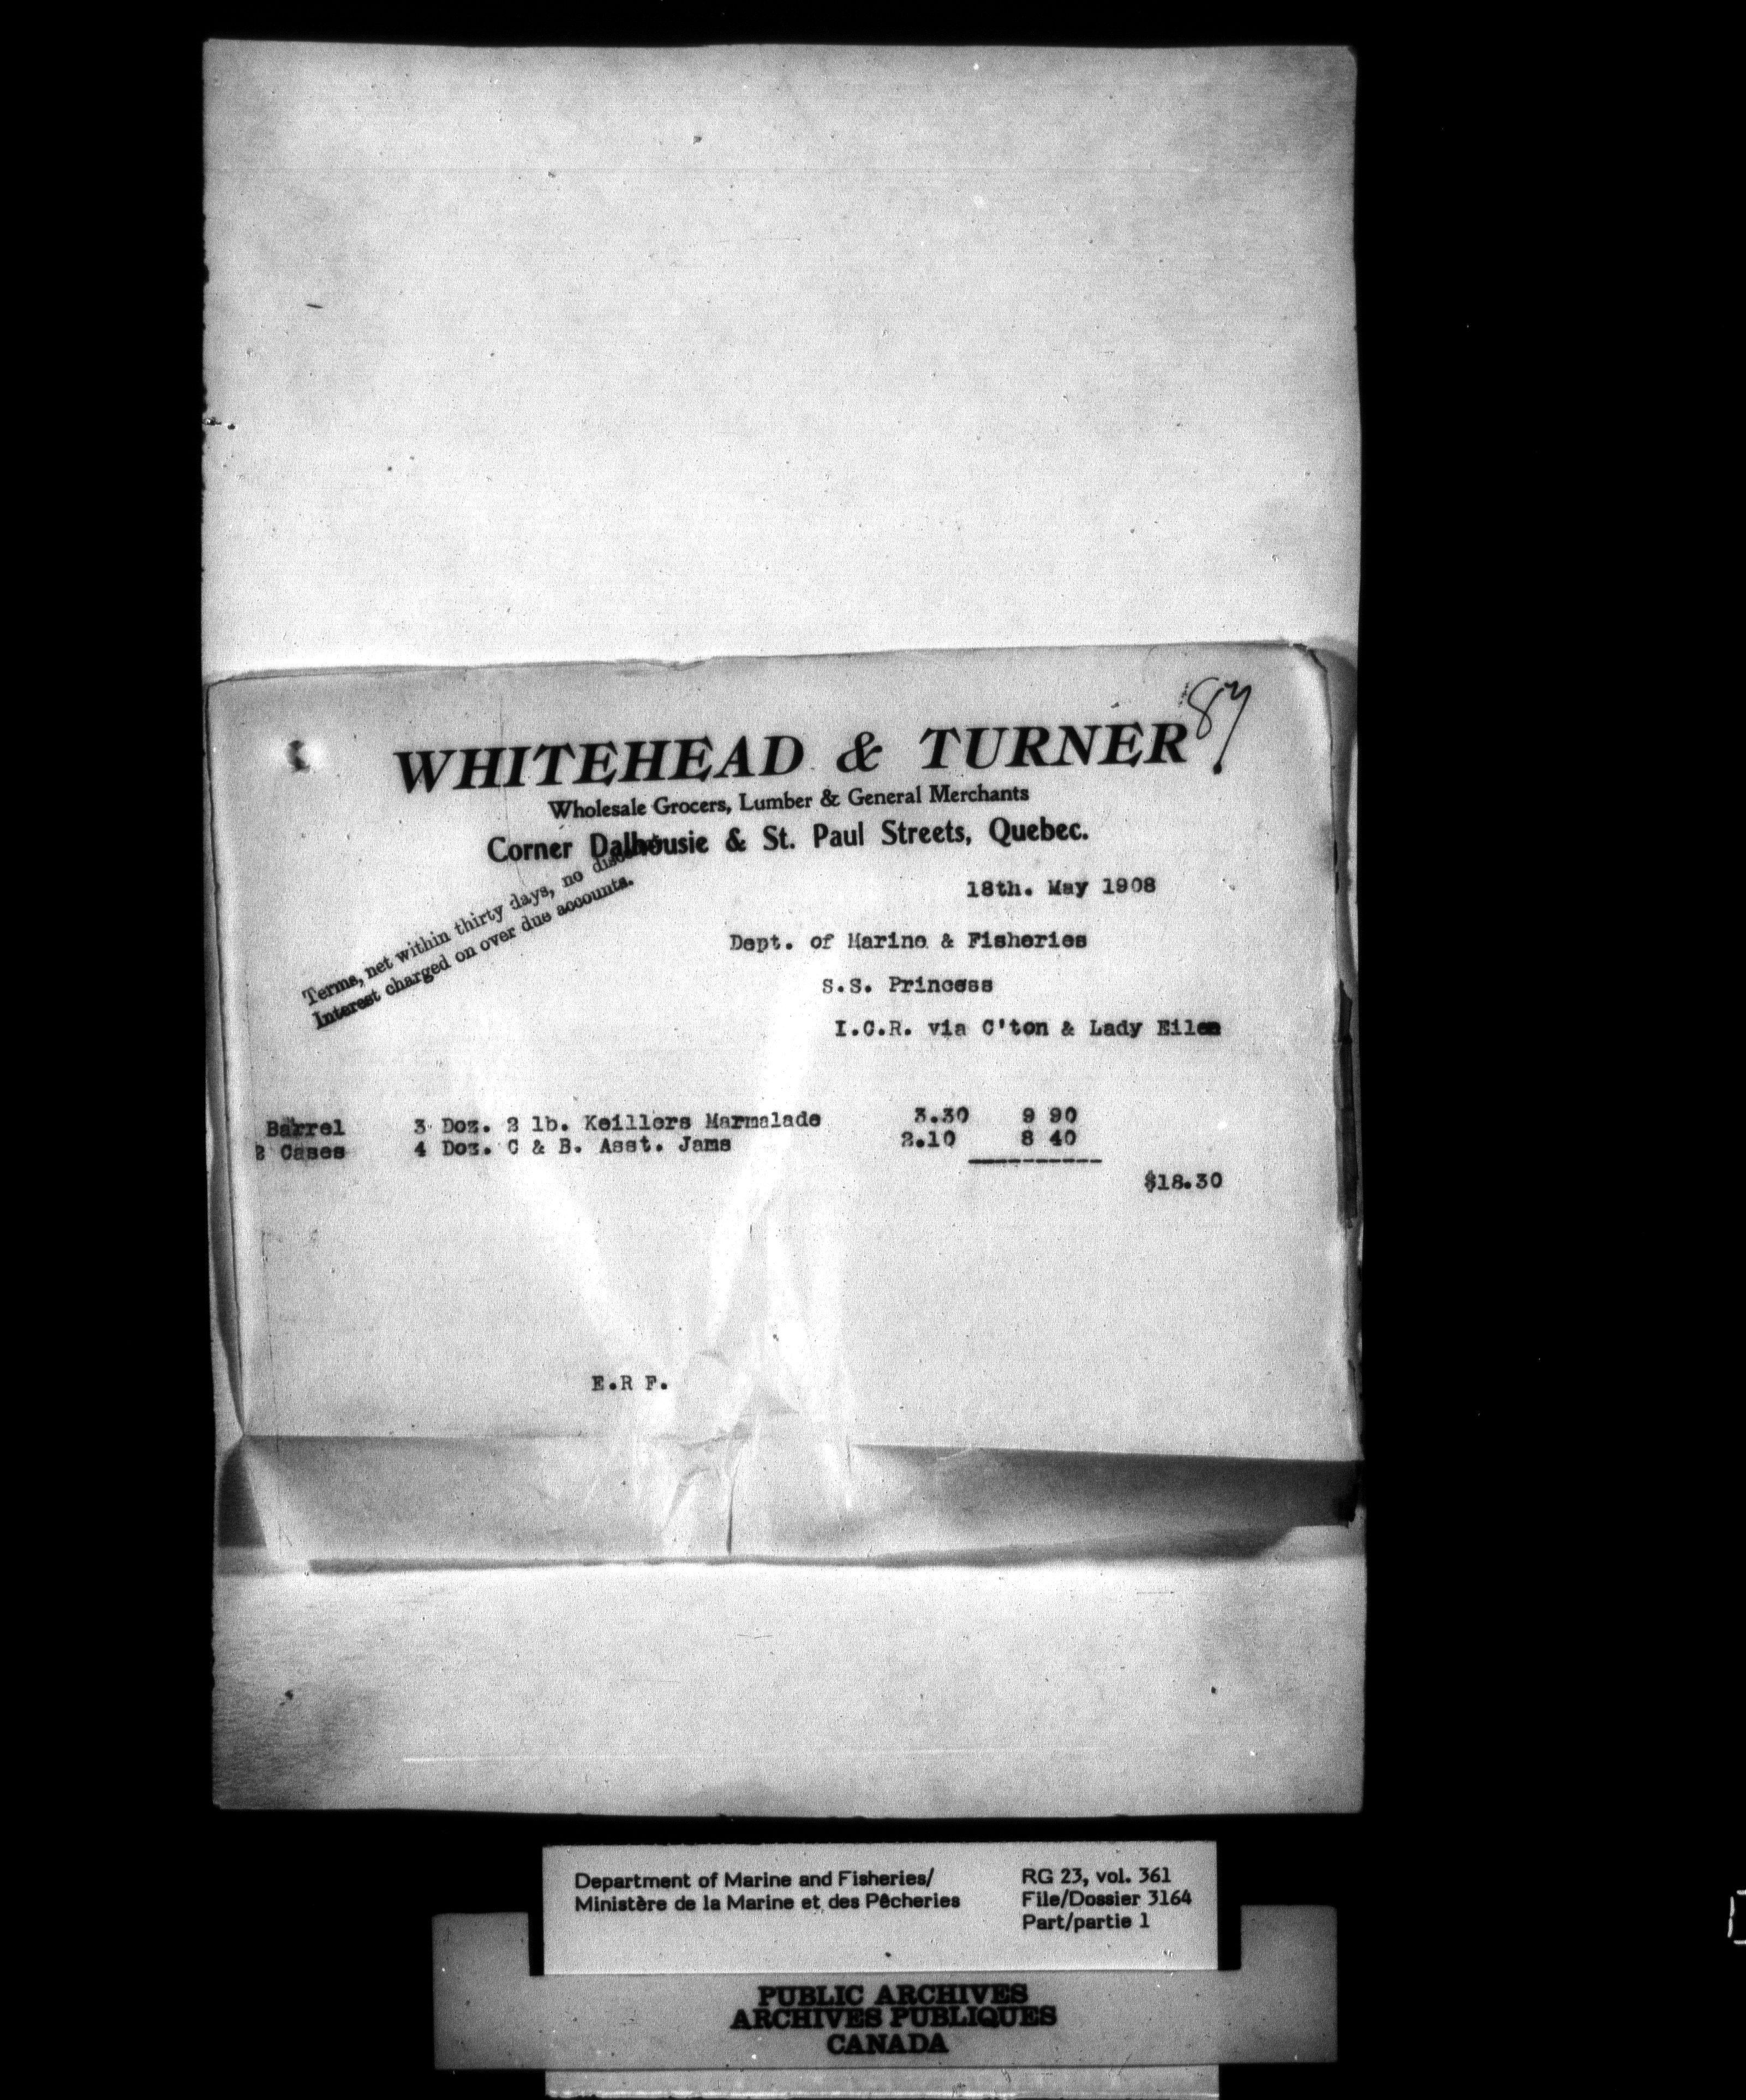 87
WHITEHEAD & TURNER
Wholesale Grocers, Lumber & General Merchants
Corner Dalhousie & St. Paul Streets, Quebec.
Terms, net within thirty days, no
Interest charged on over due accounts.
18th. May 1908
Dept. of Marine & Fisheries
S.S. Princess
I.C.R. via C'ton & Lady Eilee
Barrel 3 Doz. 2 lb. Keillers Marmalade 3.30 9 90
2 Cases 4 Doz. C & B. Asst. Jams 2.10 8 40
$18.30
E.R F.
Department of Marine and Fisheries/
Ministère de la Marine et des Pêcheries
RG 23, vol. 361
File/Dossier 3164
Part/partie 1
PUBLIC ARCHIVES
ARCHIVES PUBLIQUES
CANADA